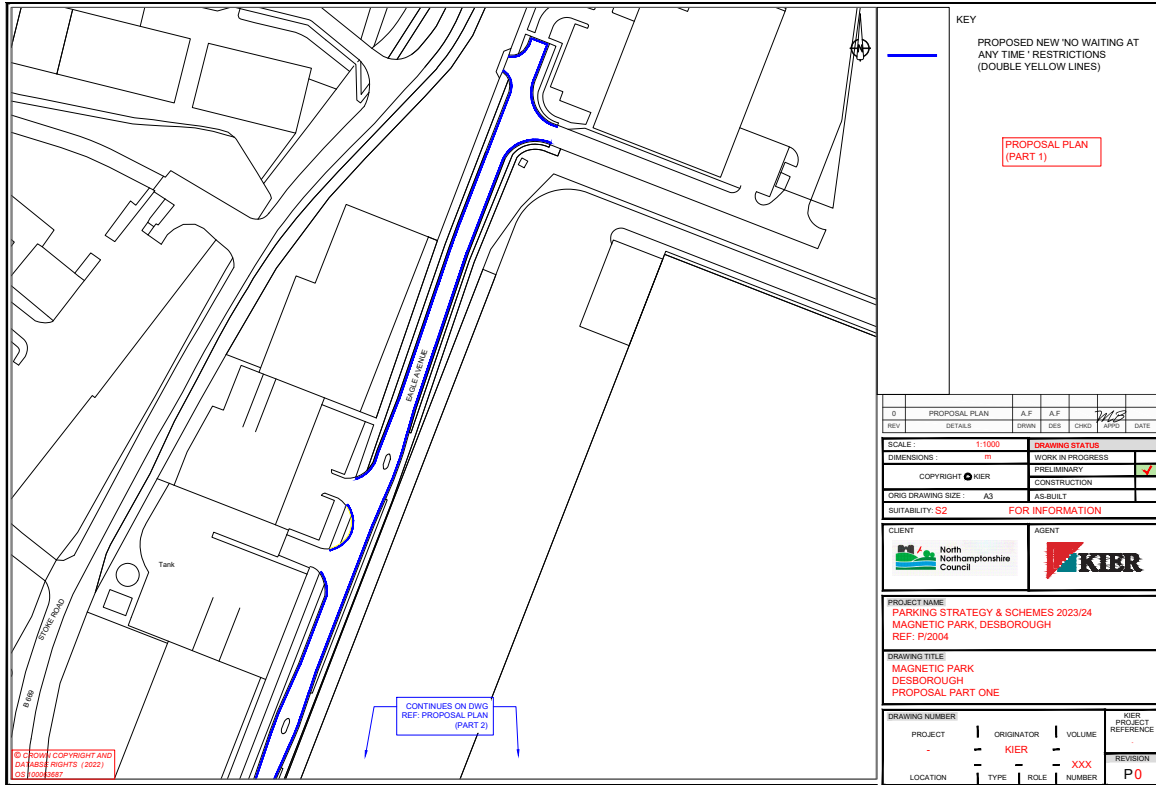 KEY
PROPOSED NEW 'NO WAITING AT
ANY TIME ' RESTRICTIONS
(DOUBLE YELLOW LINES)
PROPOSAL PLAN
(PART 1)
N
EAGLE AVENUE
Tank
STOKE ROAD
B 669
CONTINUES ON DWG
REF: PROPOSAL PLAN
(PART 2)
© CROWN COPYRIGHT AND
DATABSE RIGHTS (2022)
OS 100063687
0 PROPOSAL PLAN A.F A.F MB
REV DETAILS DRWN DES CHKD APPD DATE
SCALE : 1:1000
DIMENSIONS : m
COPYRIGHT KIER
ORIG DRAWING SIZE : A3
DRAWING STATUS
WORK IN PROGRESS
PRELIMINARY ✓
CONSTRUCTION
AS-BUILT
SUITABILITY: S2 FOR INFORMATION
CLIENT
North
Northamptonshire
Council
AGENT
KIER
PROJECT NAME
PARKING STRATEGY & SCHEMES 2023/24
MAGNETIC PARK, DESBOROUGH
REF: P/2004
DRAWING TITLE
MAGNETIC PARK
DESBOROUGH
PROPOSAL PART ONE
DRAWING NUMBER
PROJECT ORIGINATOR VOLUME
- - KIER -
- - XXX
LOCATION TYPE ROLE NUMBER
KIER
PROJECT
REFERENCE
-
REVISION
P0